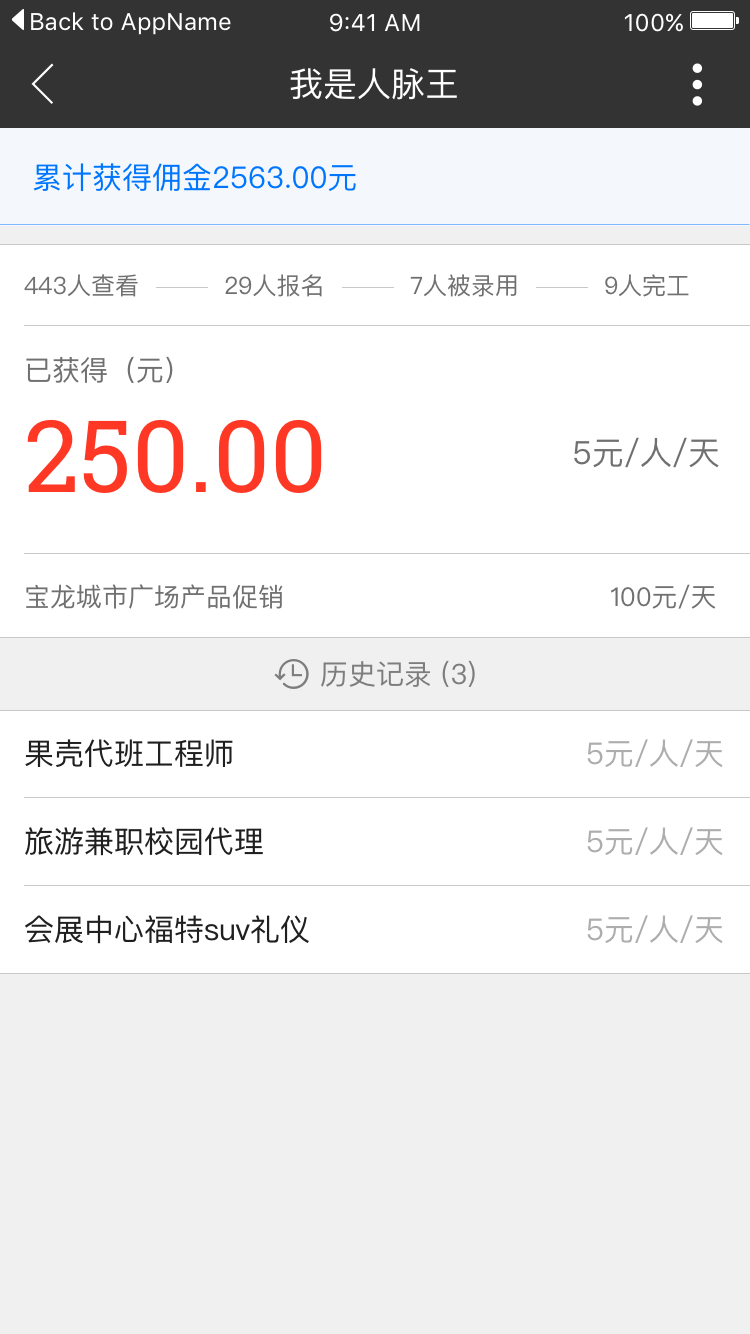 Back to AppName 9:41 AM 100%
我是人脉王
累计获得佣金2563.00元
443人查看 29人报名 7人被录用 9人完工
已获得（元）
250.00 5元/人/天
宝龙城市广场产品促销 100元/天
历史记录 (3)
果壳代班工程师 5元/人/天
旅游兼职校园代理 5元/人/天
会展中心福特suv礼仪 5元/人/天